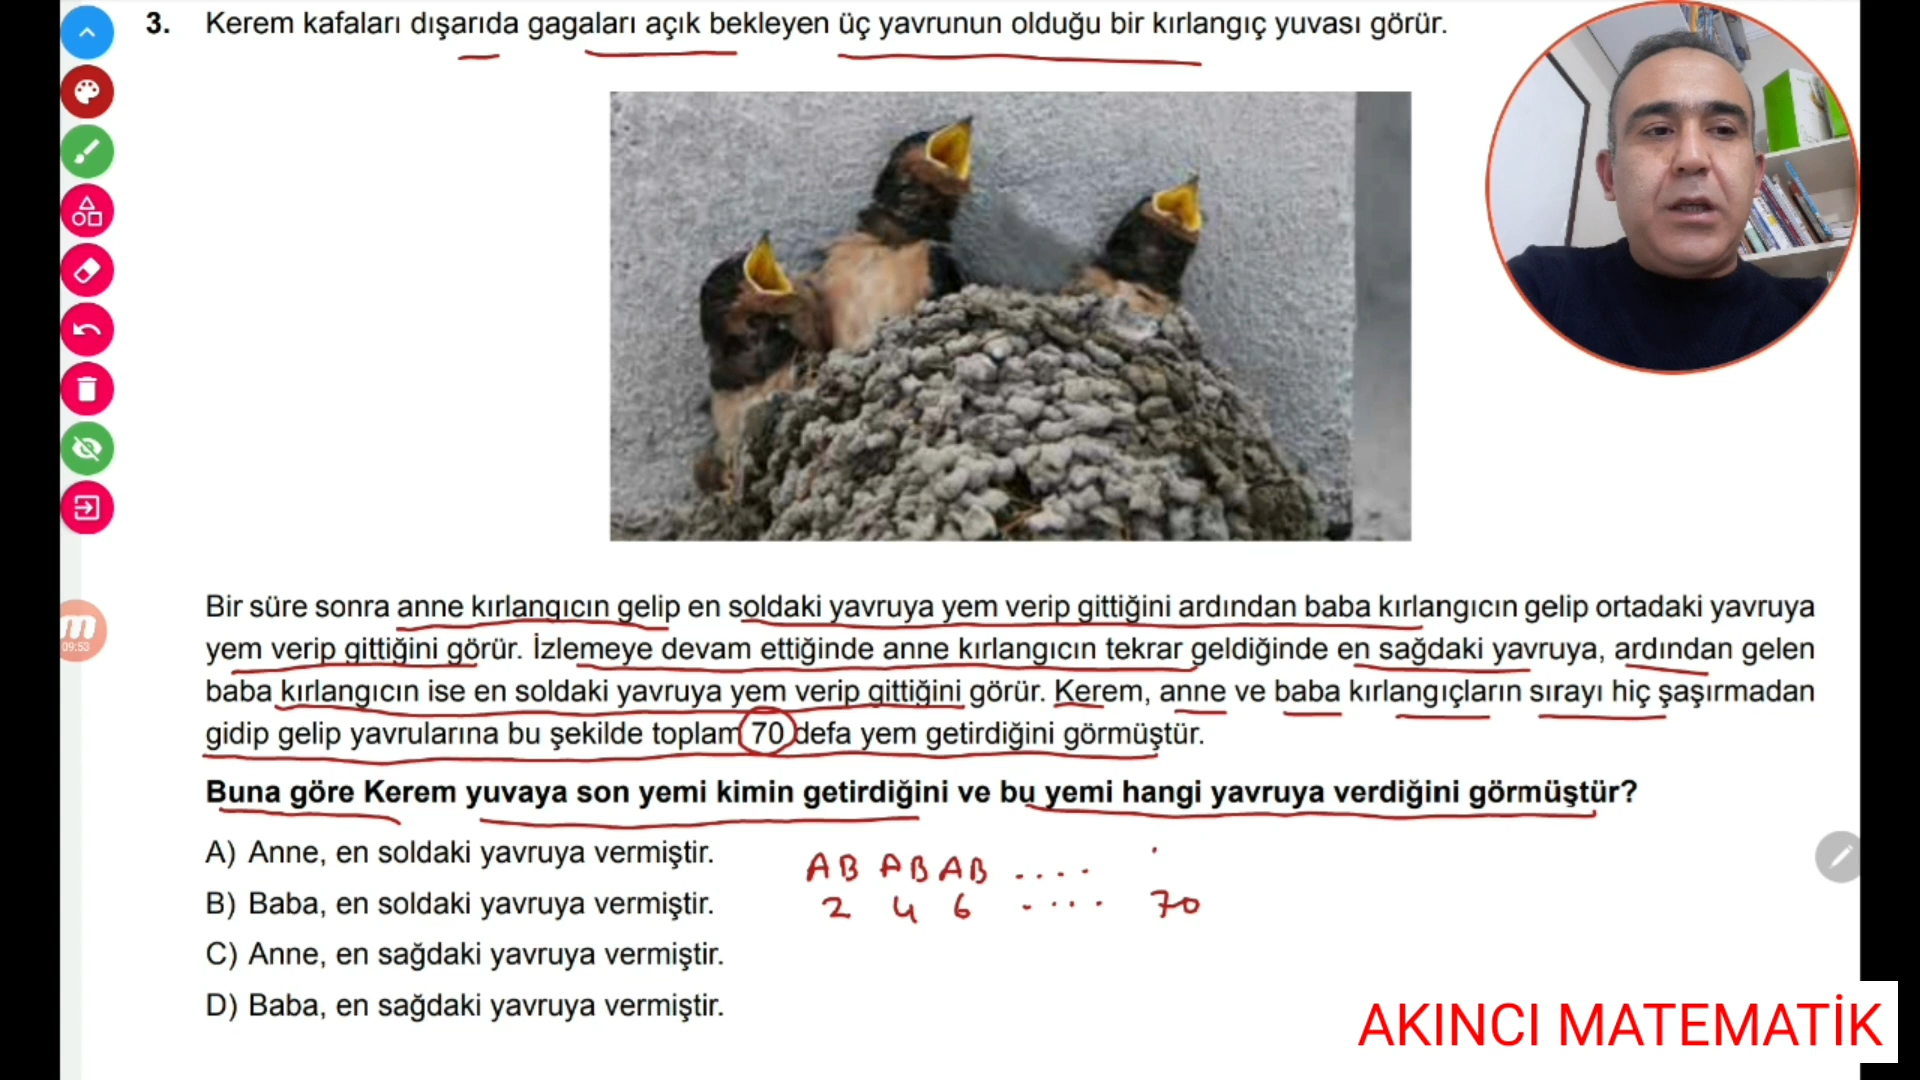 3. Kerem kafaları dışarıda gagaları açık bekleyen üç yavrunun olduğu bir kırlangıç yuvası görür.
Bir süre sonra anne kırlangıcın gelip en soldaki yavruya yem verip gittiğini ardından baba kırlangıcın gelip ortadaki yavruya
yem verip gittiğini görür. İzlemeye devam ettiğinde anne kırlangıcın tekrar geldiğinde en sağdaki yavruya, ardından gelen
baba kırlangıcın ise en soldaki yavruya yem verip gittiğini görür. Kerem, anne ve baba kırlangıçların sırayı hiç şaşırmadan
gidip gelip yavrularına bu şekilde toplam 70 defa yem getirdiğini görmüştür.
Buna göre Kerem yuvaya son yemi kimin getirdiğini ve bu yemi hangi yavruya verdiğini görmüştür?
A) Anne, en soldaki yavruya vermiştir.
B) Baba, en soldaki yavruya vermiştir.
C) Anne, en sağdaki yavruya vermiştir.
D) Baba, en sağdaki yavruya vermiştir.
AB AB AB ....
2 4 6 .... 70
m
09:53
AKINCI MATEMATİK